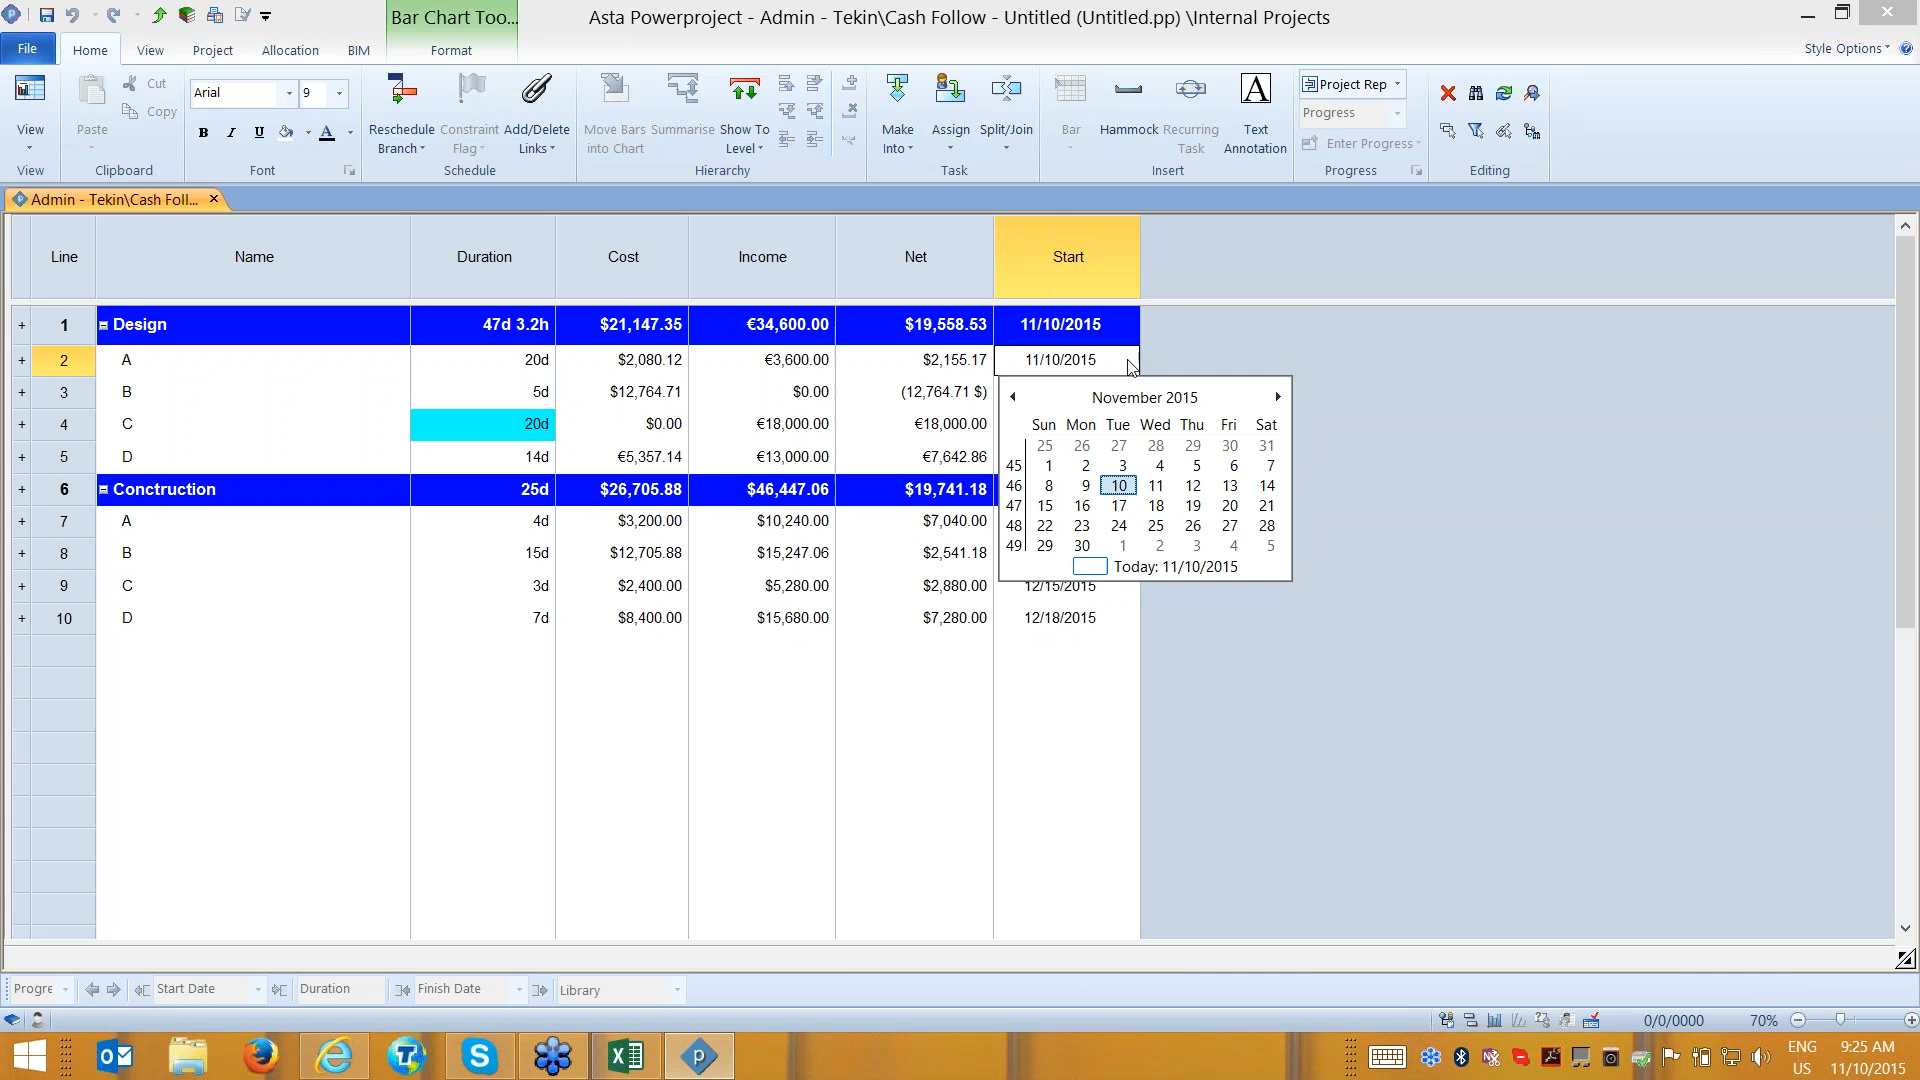 Bar Chart Too... Asta Powerproject - Admin - Tekin\Cash Follow - Untitled (Untitled.pp) \Internal Projects
File Home View Project Allocation BIM Format Style Options
Cut
Copy
Arial 9
B I U A
View Paste Reschedule Branch Constraint Flag Add/Delete Links Move Bars into Chart Summarise Show To Level Make Into Assign Split/Join Bar Hammock Recurring Task Text Annotation
Project Rep
Progress
Enter Progress
View Clipboard Font Schedule Hierarchy Task Insert Progress Editing
Admin - Tekin\Cash Foll...
Line Name Duration Cost Income Net Start
1 Design 47d 3.2h $21,147.35 €34,600.00 $19,558.53 11/10/2015
2 A 20d $2,080.12 €3,600.00 $2,155.17 11/10/2015
3 B 5d $12,764.71 $0.00 (12,764.71 $)
4 C 20d $0.00 €18,000.00 €18,000.00
5 D 14d €5,357.14 €13,000.00 €7,642.86
6 Conctruction 25d $26,705.88 $46,447.06 $19,741.18
7 A 4d $3,200.00 $10,240.00 $7,040.00
8 B 15d $12,705.88 $15,247.06 $2,541.18
9 C 3d $2,400.00 $5,280.00 $2,880.00 12/15/2015
10 D 7d $8,400.00 $15,680.00 $7,280.00 12/18/2015
November 2015
Sun Mon Tue Wed Thu Fri Sat
25 26 27 28 29 30 31
45 1 2 3 4 5 6 7
46 8 9 10 11 12 13 14
47 15 16 17 18 19 20 21
48 22 23 24 25 26 27 28
49 29 30 1 2 3 4 5
Today: 11/10/2015
Progre Start Date Duration Finish Date Library
0/0/0000 70%
ENG 9:25 AM
US 11/10/2015